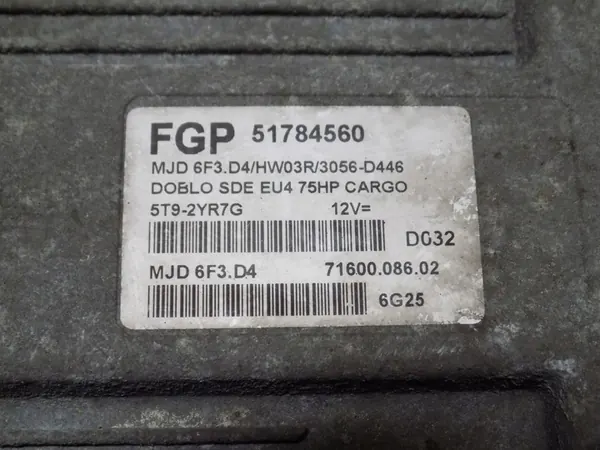 FGP 51784560
MJD 6F3.D4/HW03R/3056-D446
DOBLO SDE EU4 75HP CARGO
5T9-2YR7G 12V=
D032
MJD 6F3.D4 71600.086.02
6G25